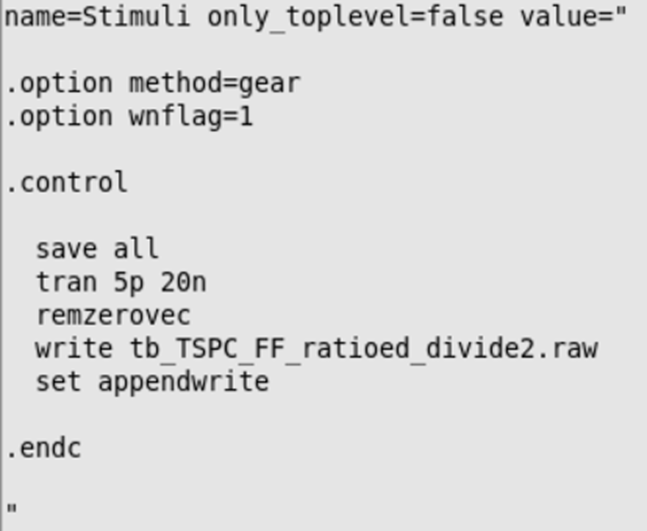 name=Stimuli only_toplevel=false value="
.option method=gear
.option wnflag=1
.control
save all
tran 5p 20n
remzerovec
write tb_TSPC_FF_ratioed_divide2.raw
set appendwrite
.endc
"